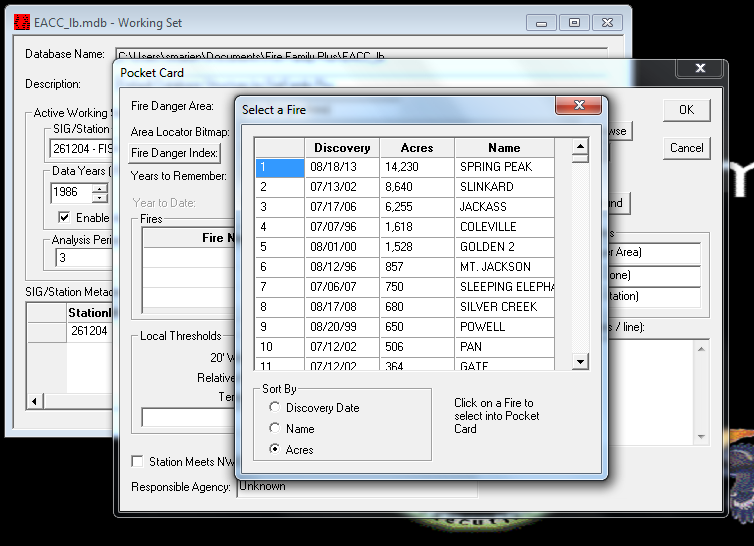 EACC_lb.mdb - Working Set
Database Name: C:\Users\smarien\Documents\Fire Family Plus\EACC_lb
Description:
Active Working
SIG/Station
261204 - FIS
Data Years (
1986
Enable
Analysis Peri
3
SIG/Station Metad
StationI
261204
Pocket Card
Fire Danger Area:
Area Locator Bitmap:
Fire Danger Index:
Years to Remember:
Year to Date:
Fires
Fire N
Local Thresholds
20' W
Relative
Ter
Station Meets NW
Responsible Agency: Unknown
OK
Cancel
wse
nd
s
er Area)
one)
tation)
s / line):
Select a Fire
Discovery Acres Name
1 08/18/13 14,230 SPRING PEAK
2 07/13/02 8,640 SLINKARD
3 07/17/06 6,255 JACKASS
4 07/07/96 1,618 COLEVILLE
5 08/01/00 1,528 GOLDEN 2
6 08/12/96 857 MT. JACKSON
7 07/06/07 750 SLEEPING ELEPHA
8 08/17/08 680 SILVER CREEK
9 08/20/99 650 POWELL
10 07/12/02 506 PAN
11 07/12/02 364 GATE
Sort By
Discovery Date
Name
Acres
Click on a Fire to
select into Pocket
Card